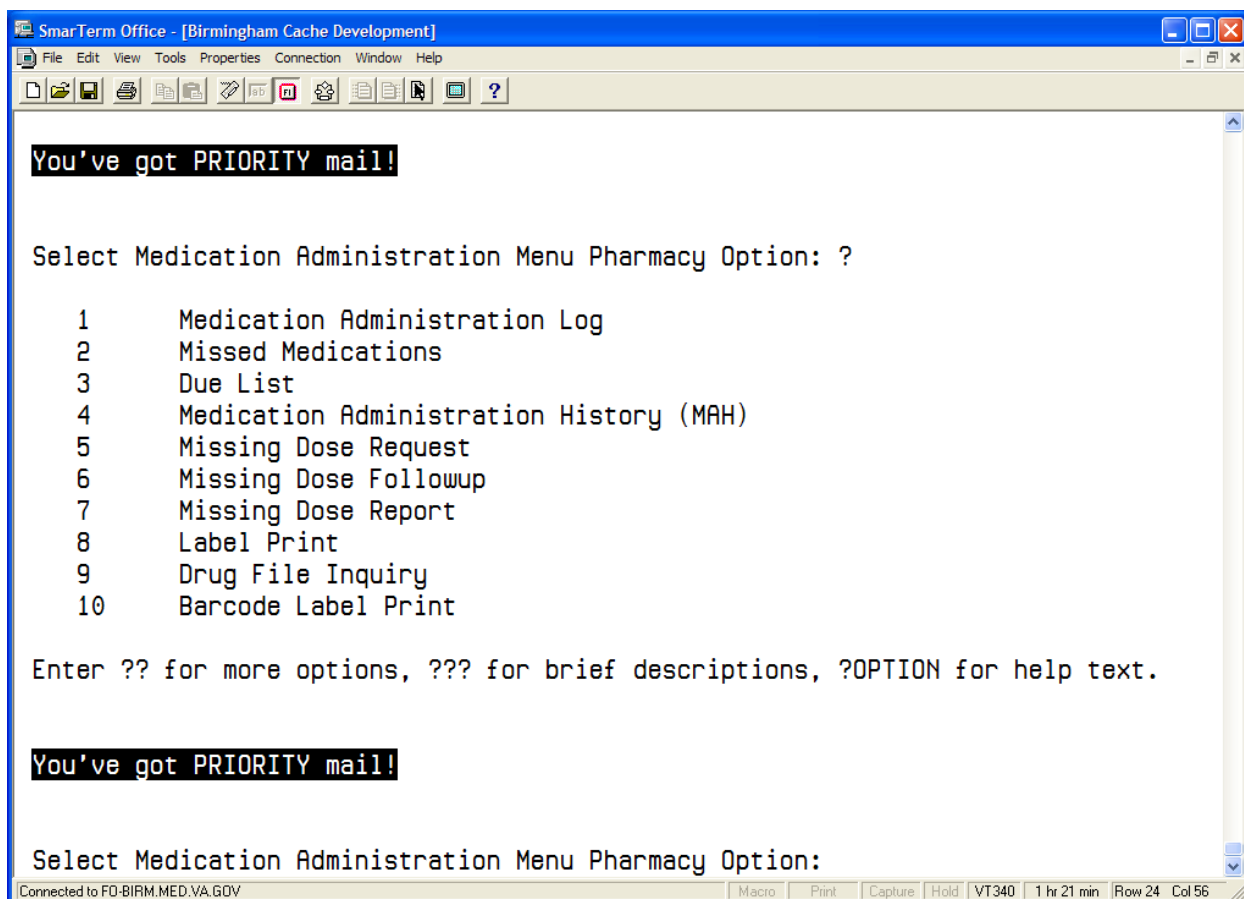 SmarTerm Office - [Birmingham Cache Development]
File Edit View Tools Properties Connection Window Help
You've got PRIORITY mail!
Select Medication Administration Menu Pharmacy Option: ?
1 Medication Administration Log
2 Missed Medications
3 Due List
4 Medication Administration History (MAH)
5 Missing Dose Request
6 Missing Dose Followup
7 Missing Dose Report
8 Label Print
9 Drug File Inquiry
10 Barcode Label Print
Enter ?? for more options, ??? for brief descriptions, ?OPTION for help text.
You've got PRIORITY mail!
Select Medication Administration Menu Pharmacy Option:
Connected to FO-BIRM.MED.VA.GOV Macro Print Capture Hold VT340 1 hr 21 min Row 24 Col 56